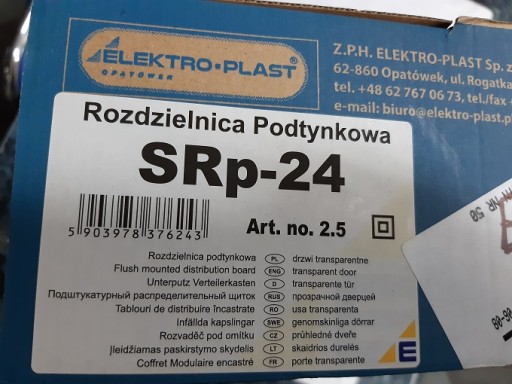 ELEKTRO-PLAST®
OPATÓWEK
Z.P.H. ELEKTRO-PLAST Sp. z
62-860 Opatówek, ul. Rogatka
tel. +48 62 767 06 73, tel./fax +
e-mail: biuro@elektro-plast.pl
Rozdzielnica Podtynkowa
SRp-24
5 903978 376243
Art. no. 2.5
Rozdzielnica podtynkowa PL drzwi transparentne
Flush mounted distribution board ENG transparent door
Unterputz Verteilerkasten D transparente tür
Подштукатурный распределительный щиток RUS прозрачной дверцей
Tablouri de distribuire încastrate RO usa transparenta
Infällda kapslingar SWE genomskinliga dörrar
Rozvaděč pod omítku CZ průhledné dveře
Įleidžiamas paskirstymo skydelis LT skaidrios durelės
Coffret Modulaire encastré FR porte transparente
E
NR 50